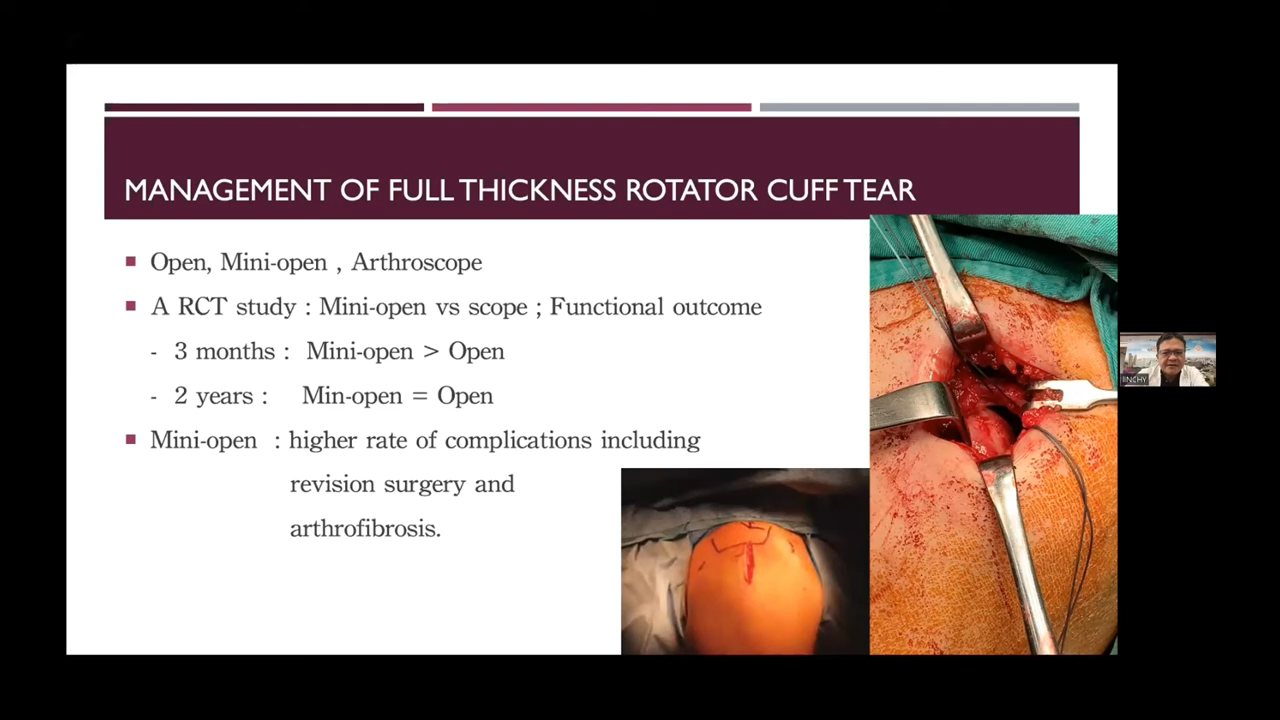 MANAGEMENT OF FULL THICKNESS ROTATOR CUFF TEAR
Open, Mini-open , Arthroscope
A RCT study : Mini-open vs scope ; Functional outcome
- 3 months : Mini-open > Open
- 2 years : Min-open = Open
Mini-open : higher rate of complications including
revision surgery and
arthrofibrosis.